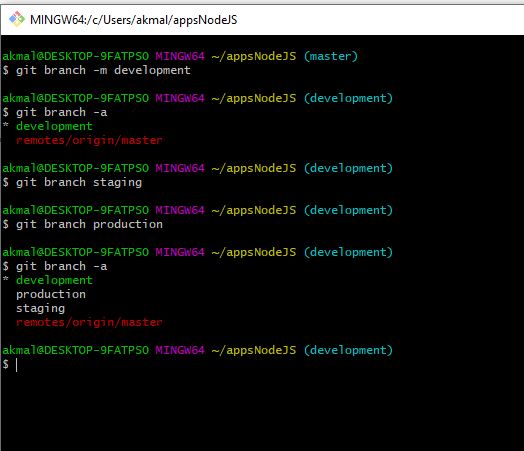 MINGW64:/c/Users/akmal/appsNodeJS
akmal@DESKTOP-9FATPSO MINGW64 ~/appsNodeJS (master)
$ git branch -m development
akmal@DESKTOP-9FATPSO MINGW64 ~/appsNodeJS (development)
$ git branch -a
* development
  remotes/origin/master
akmal@DESKTOP-9FATPSO MINGW64 ~/appsNodeJS (development)
$ git branch staging
akmal@DESKTOP-9FATPSO MINGW64 ~/appsNodeJS (development)
$ git branch production
akmal@DESKTOP-9FATPSO MINGW64 ~/appsNodeJS (development)
$ git branch -a
* development
  production
  staging
  remotes/origin/master
akmal@DESKTOP-9FATPSO MINGW64 ~/appsNodeJS (development)
$